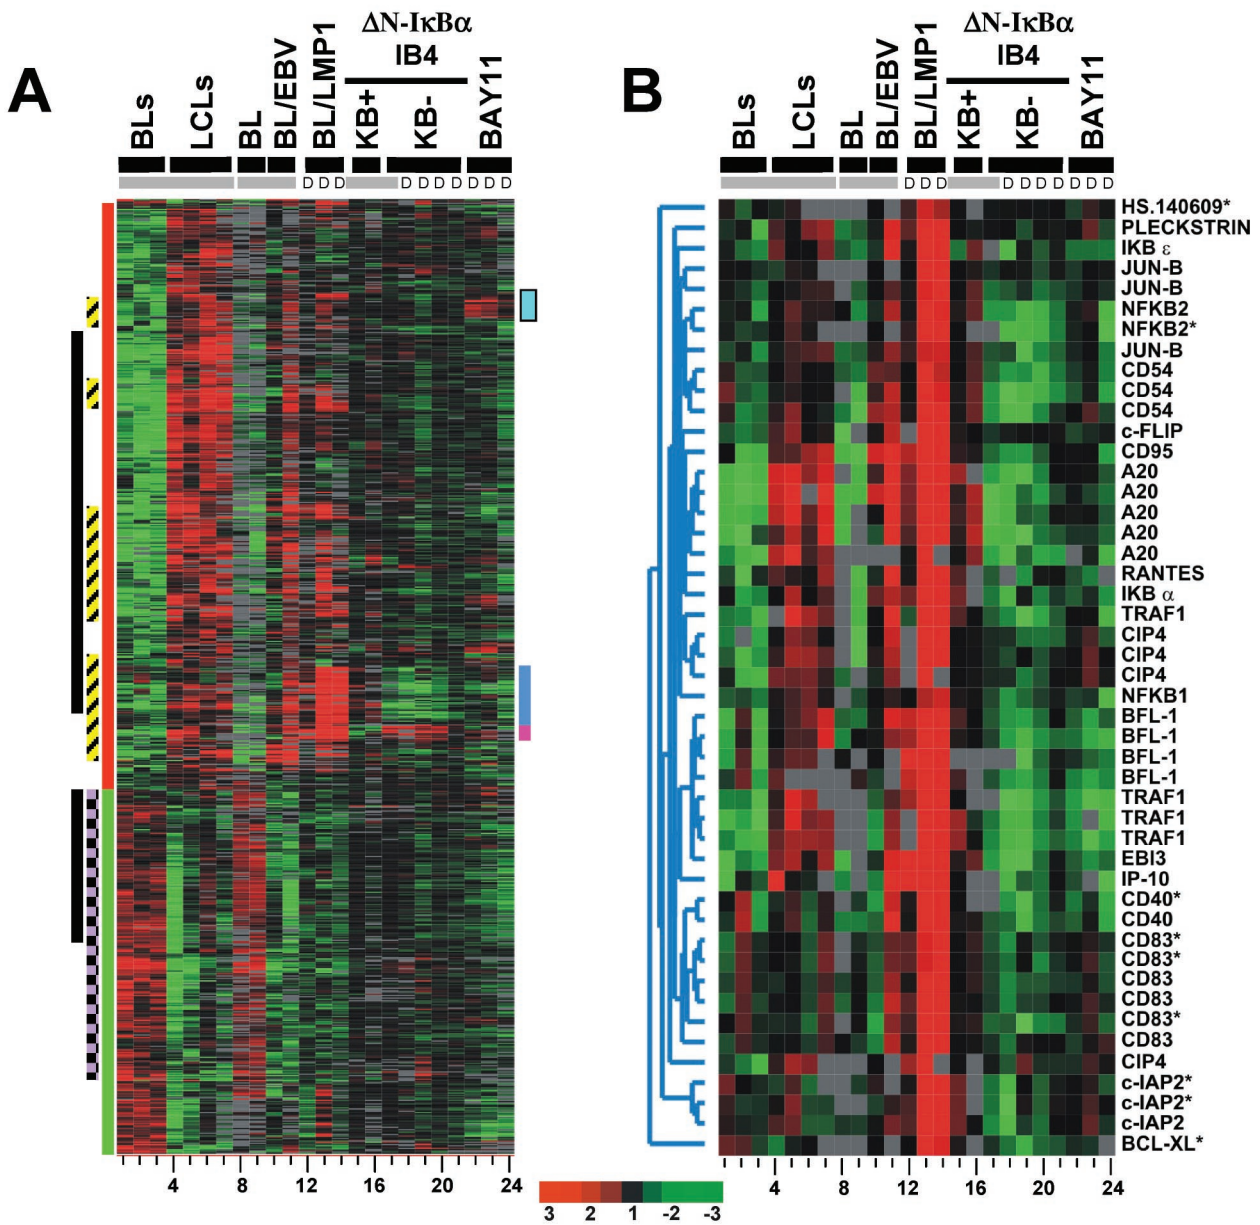 A
ΔN-IκBα
IB4
BLs
LCLs
BL
BL/EBV
BL/LMP1
KB+
KB-
BAY11
D D D D D D D D D D
B
ΔN-IκBα
IB4
BLs
LCLs
BL
BL/EBV
BL/LMP1
KB+
KB-
BAY11
D D D D D D D D D D
HS.140609*
PLECKSTRIN
IKB ε
JUN-B
JUN-B
NFKB2
NFKB2*
JUN-B
CD54
CD54
CD54
c-FLIP
CD95
A20
A20
A20
A20
A20
RANTES
IKB α
TRAF1
CIP4
CIP4
CIP4
NFKB1
BFL-1
BFL-1
BFL-1
BFL-1
TRAF1
TRAF1
TRAF1
EBI3
IP-10
CD40*
CD40
CD83*
CD83*
CD83
CD83
CD83*
CD83
CIP4
c-IAP2*
c-IAP2*
c-IAP2
BCL-XL*
4 8 12 16 20 24
4 8 12 16 20 24
3 2 1 -2 -3